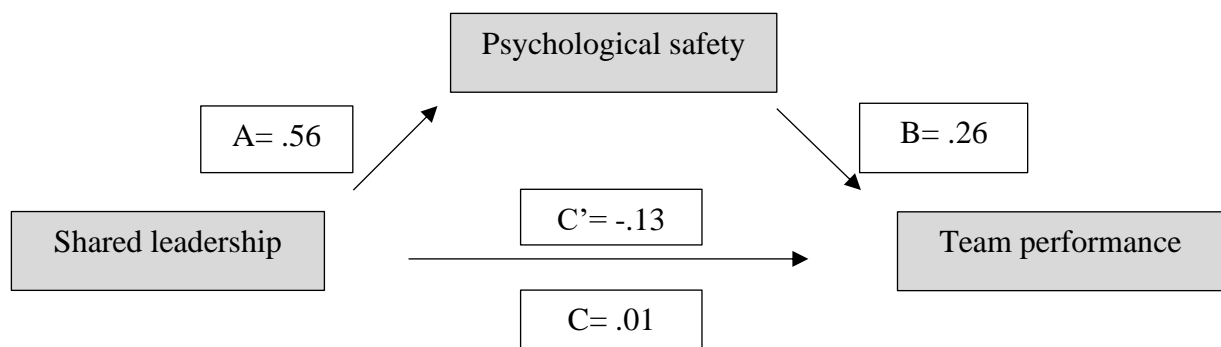 Psychological safety
A= .56
B= .26
Shared leadership
C’= -.13
Team performance
C= .01